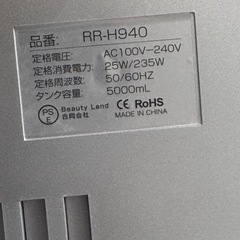 品番: RR-H940
定格電圧: AC100V-240V
定格消費電力: 25W/235W
定格周波数: 50/60HZ
タンク容量: 5000mL
PS
E
Beauty Land
合同会社
CE RoHS
MADE IN CHINA